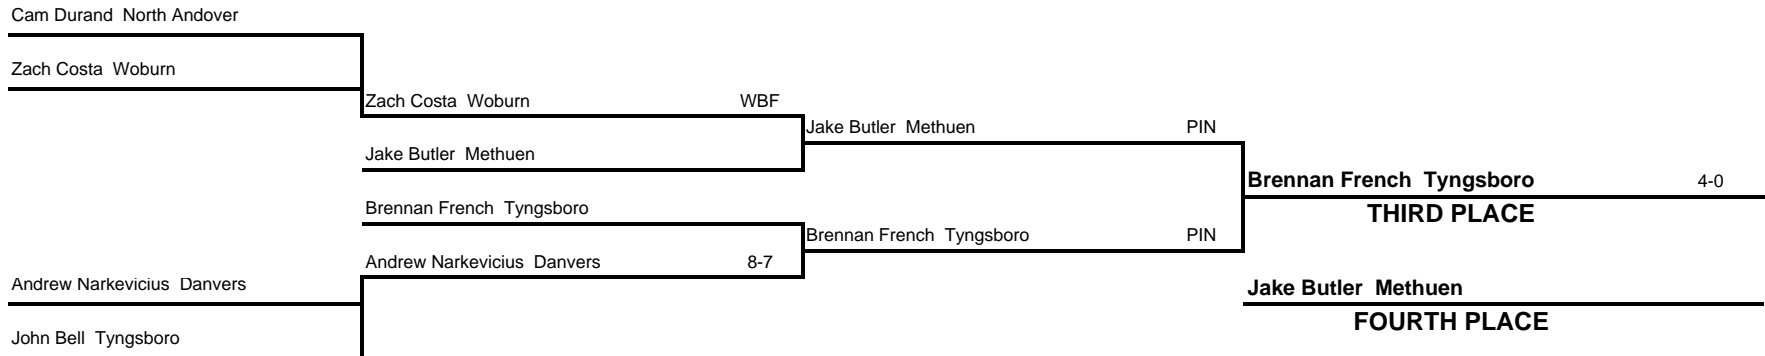 Cam Durand North Andover
Zach Costa Woburn
Zach Costa Woburn WBF
Jake Butler Methuen PIN
Jake Butler Methuen
Brennan French Tyngsboro 4-0
THIRD PLACE
Brennan French Tyngsboro
Brennan French Tyngsboro PIN
Andrew Narkevicius Danvers 8-7
Andrew Narkevicius Danvers
Jake Butler Methuen
FOURTH PLACE
John Bell Tyngsboro